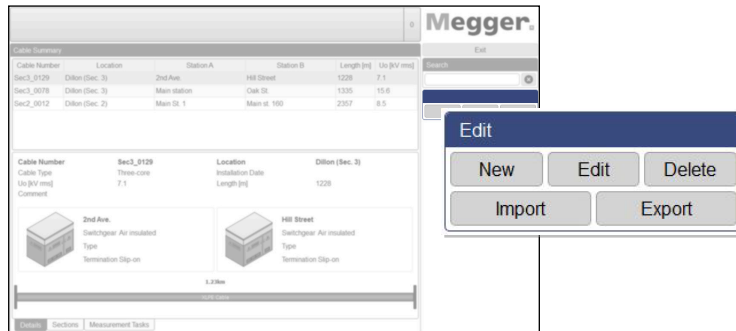 0
Megger.
Cable Summary
Exit
Cable Number Location Station A Station B Length [m] Uo [kV rms]
Search
Sec3_0129 Dillon (Sec. 3) 2nd Ave. Hill Street 1228 7.1
Sec3_0078 Dillon (Sec. 3) Main station Oak St. 1335 15.6
Sec2_0012 Dillon (Sec. 2) Main St. 1 Main st. 160 2357 8.5
Edit
New Edit Delete
Import Export
Cable Number Sec3_0129 Location Dillon (Sec. 3)
Cable Type Three-core Installation Date
Uo [kV rms] 7.1 Length [m] 1228
Comment
2nd Ave.
Switchgear Air insulated
Type
Termination Slip-on
Hill Street
Switchgear Air insulated
Type
Termination Slip-on
1.23km
Details Sections Measurement Tasks